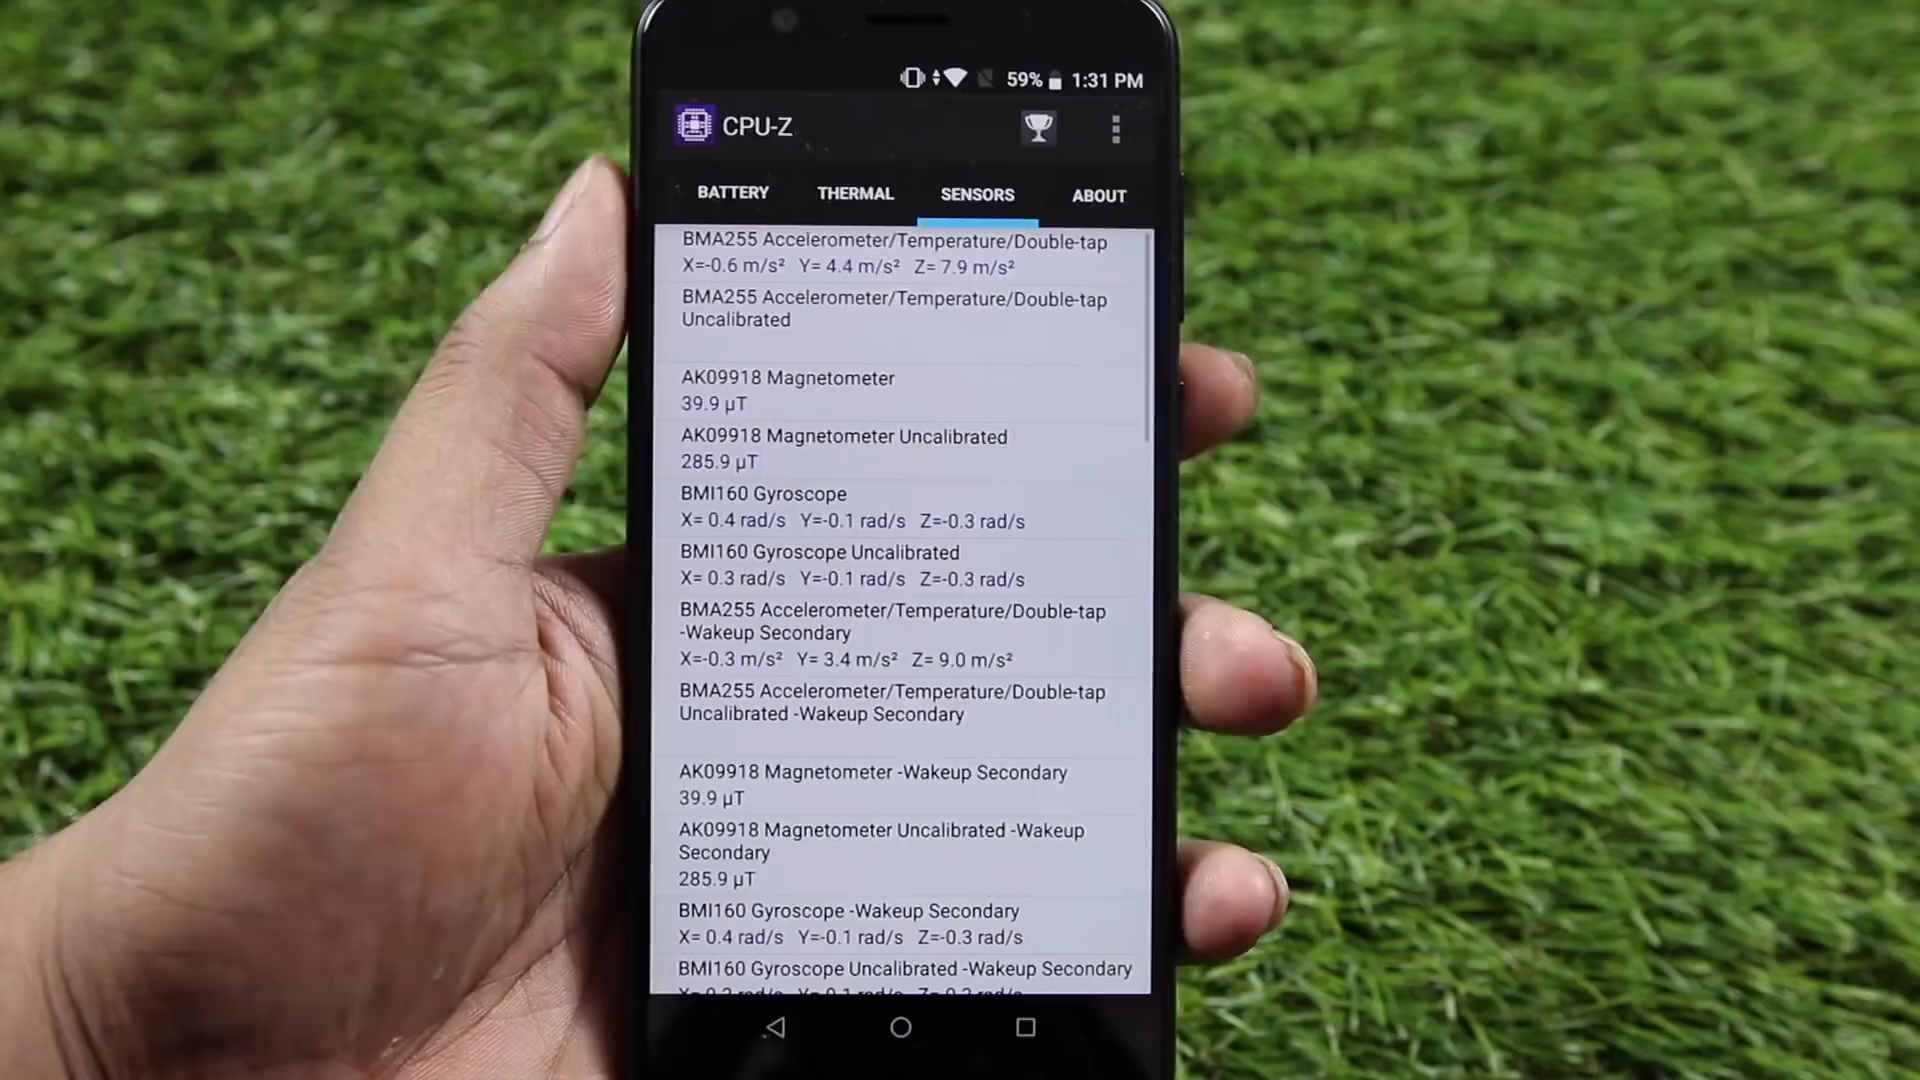 59% 1:31 PM
CPU-Z
BATTERY THERMAL SENSORS ABOUT
BMA255 Accelerometer/Temperature/Double-tap
X=-0.6 m/s² Y= 4.4 m/s² Z= 7.9 m/s²
BMA255 Accelerometer/Temperature/Double-tap
Uncalibrated
AK09918 Magnetometer
39.9 µT
AK09918 Magnetometer Uncalibrated
285.9 µT
BMI160 Gyroscope
X= 0.4 rad/s Y=-0.1 rad/s Z=-0.3 rad/s
BMI160 Gyroscope Uncalibrated
X= 0.3 rad/s Y=-0.1 rad/s Z=-0.3 rad/s
BMA255 Accelerometer/Temperature/Double-tap
-Wakeup Secondary
X=-0.3 m/s² Y= 3.4 m/s² Z= 9.0 m/s²
BMA255 Accelerometer/Temperature/Double-tap
Uncalibrated -Wakeup Secondary
AK09918 Magnetometer -Wakeup Secondary
39.9 µT
AK09918 Magnetometer Uncalibrated -Wakeup
Secondary
285.9 µT
BMI160 Gyroscope -Wakeup Secondary
X= 0.4 rad/s Y=-0.1 rad/s Z=-0.3 rad/s
BMI160 Gyroscope Uncalibrated -Wakeup Secondary